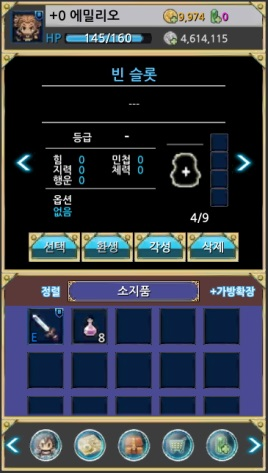 +0 에밀리오 9,974 0
HP 145/160 4,614,115
빈 슬롯
---
등급 -
힘 0 민첩 0
지력 0 체력 0
행운 0
옵션
없음
4/9
선택 환생 각성 삭제
정렬 소지품 +가방확장
E 8